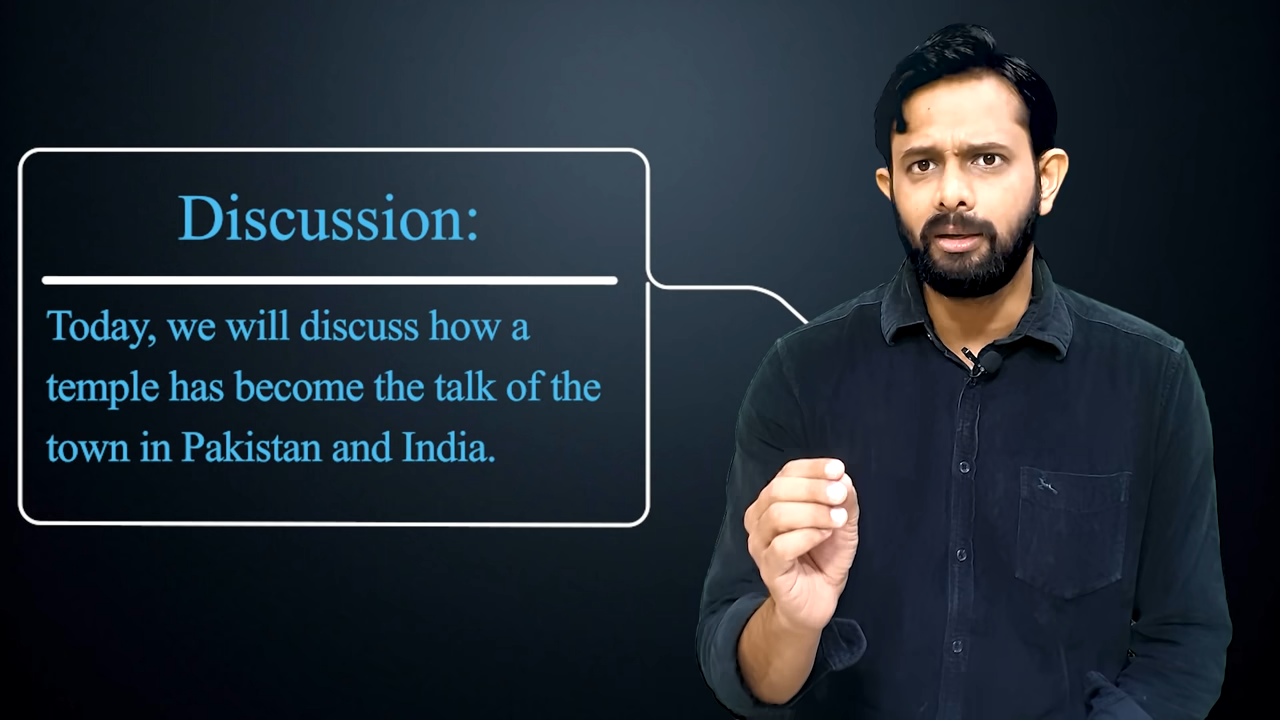 Discussion:
Today, we will discuss how a
temple has become the talk of the
town in Pakistan and India.